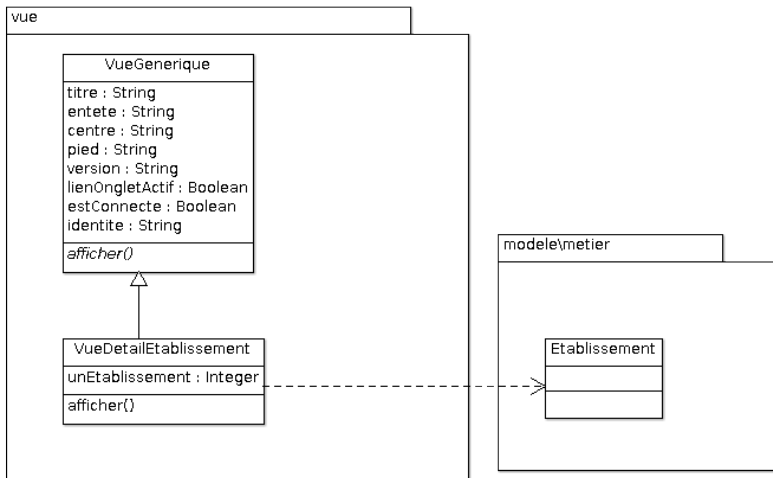 vue
VueGenerique
titre : String
entete : String
centre : String
pied : String
version : String
lienOngletActif : Boolean
estConnecte : Boolean
identite : String
afficher()
VueDetailEtablissement
unEtablissement : Integer
afficher()
modele\metier
Etablissement